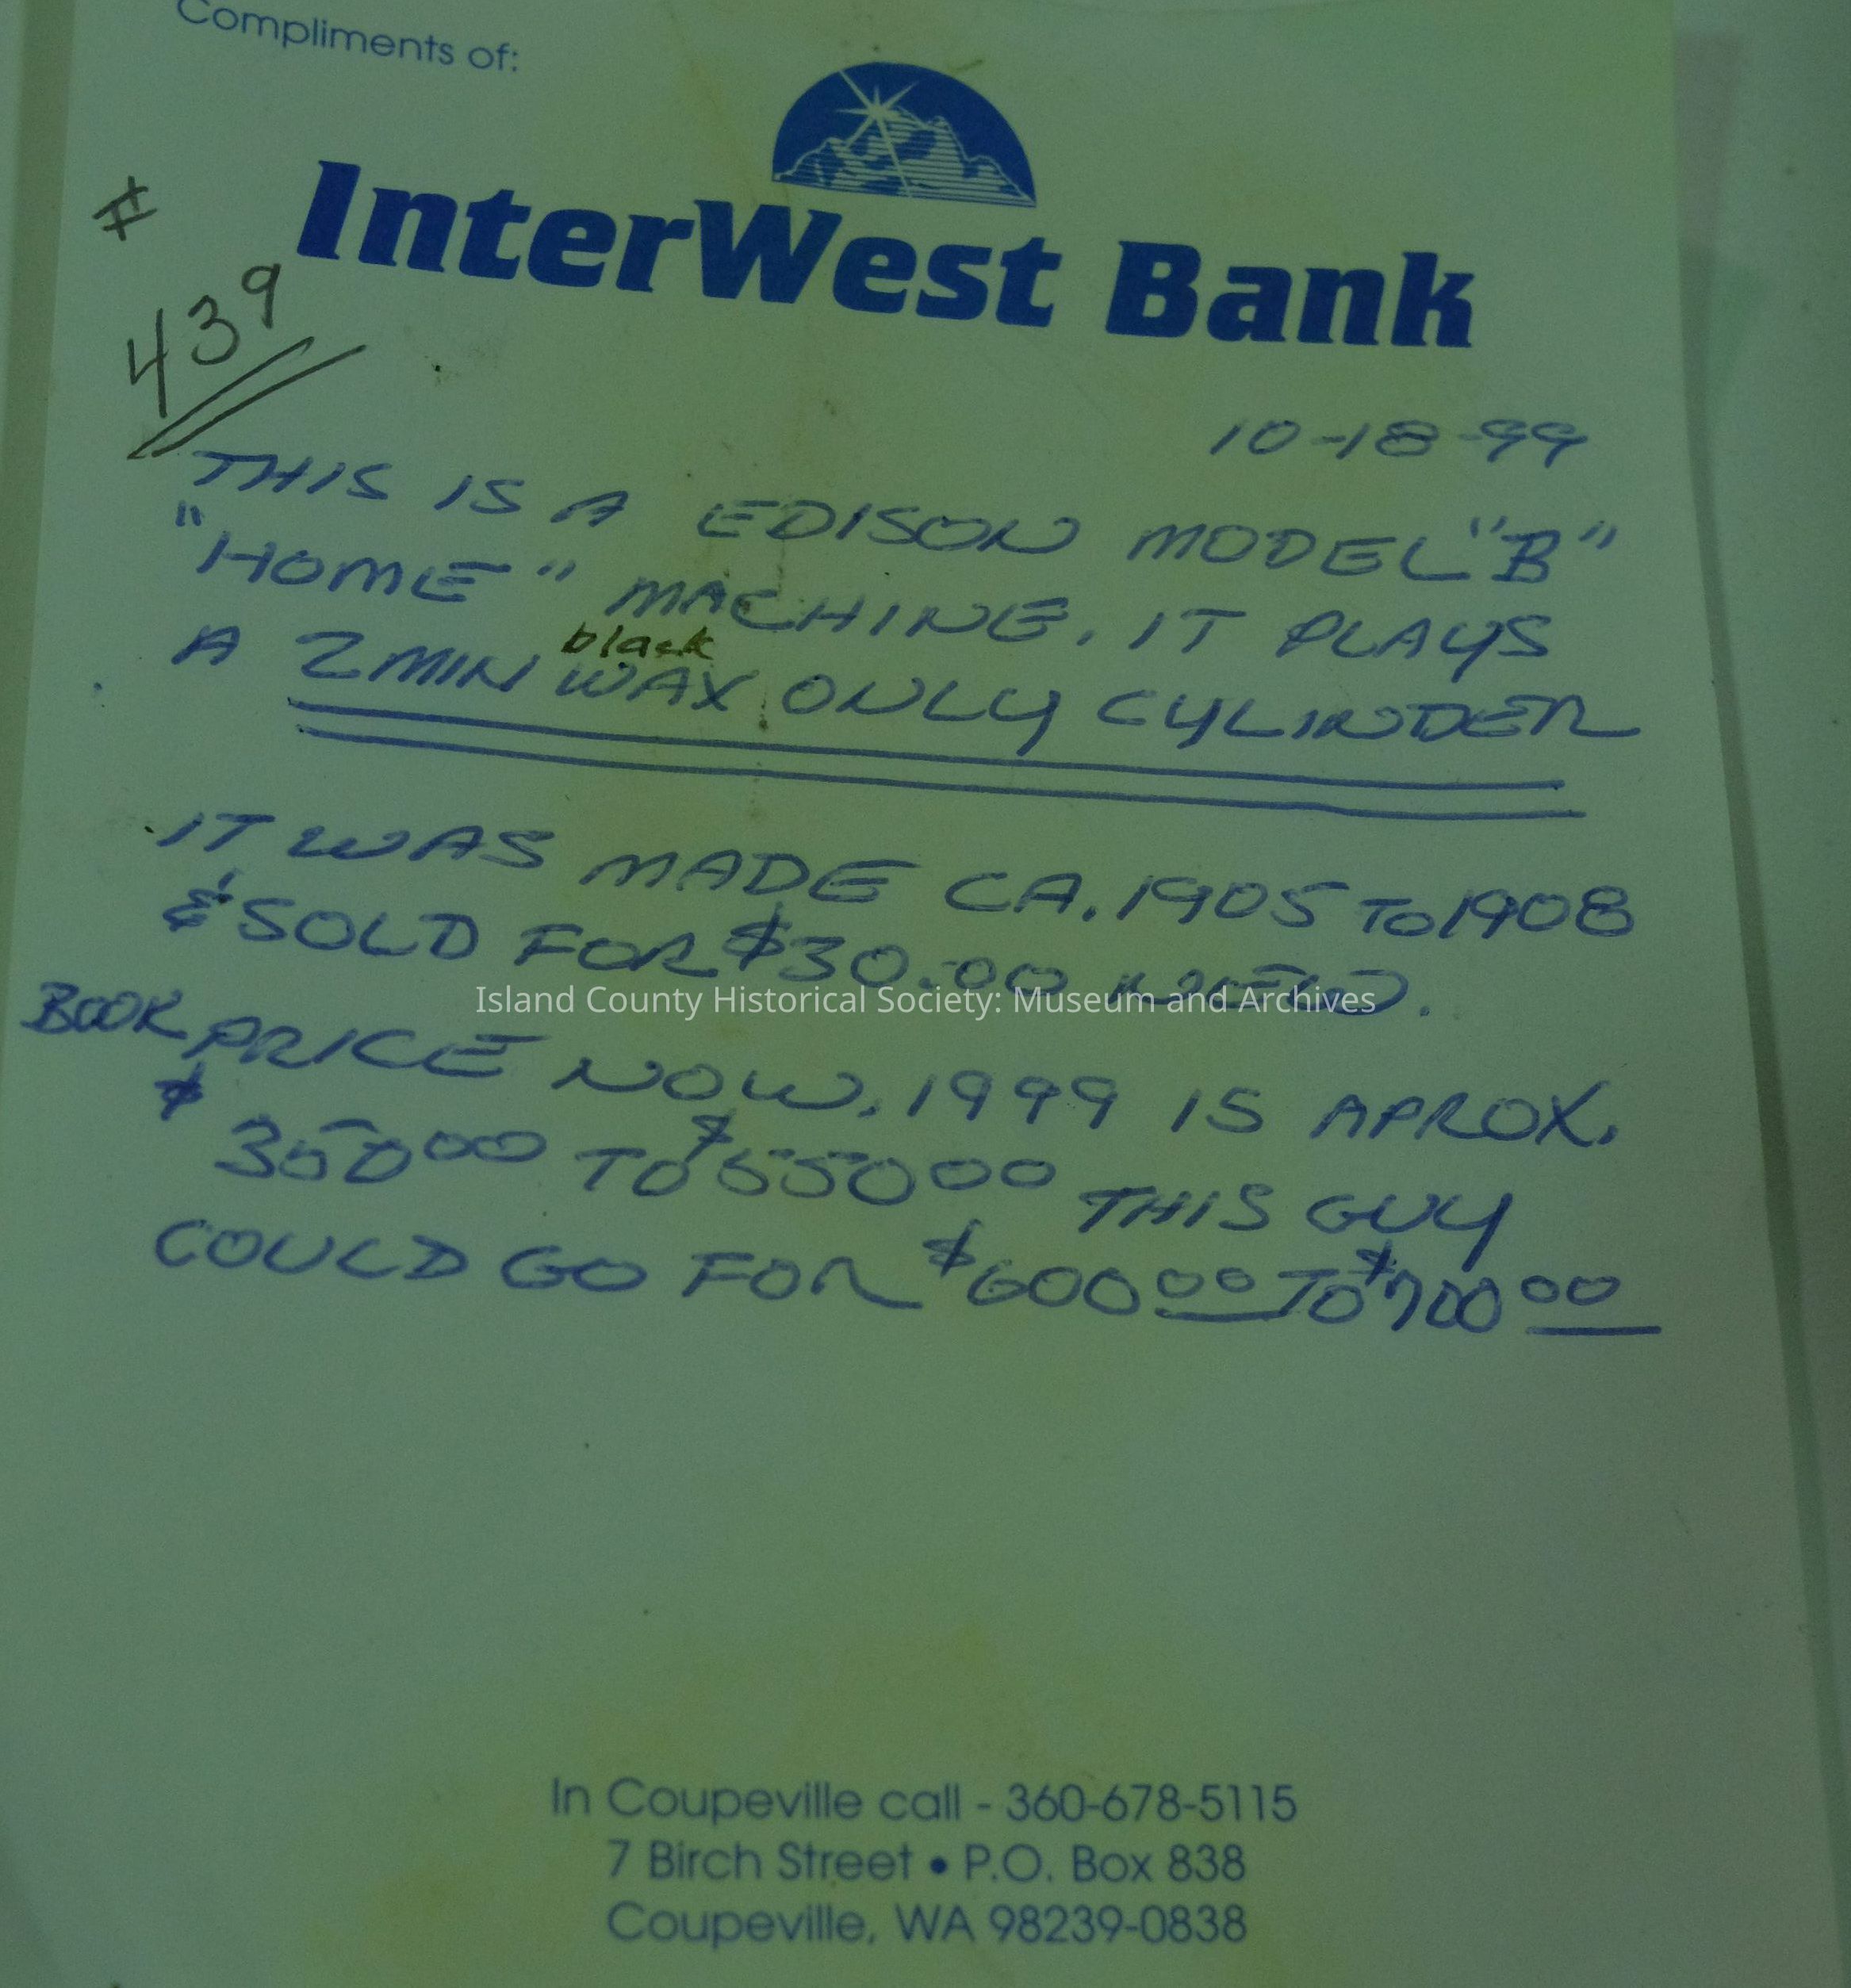 Compliments of:
InterWest Bank
#
439
10-18-99
THIS IS A EDISON MODEL "B"
"HOME" MACHINE. IT PLAYS
black
A 2 MIN WAX ONLY CYLINDER
IT WAS MADE CA. 1905 TO 1908
& SOLD FOR $30.00 NEW.
Island County Historical Society: Museum and Archives
BOOK PRICE NOW, 1999 IS APROX.
$350 00 TO $550 00 THIS GUY
COULD GO FOR $600 00 TO $700 00
In Coupeville call - 360-678-5115
7 Birch Street • P.O. Box 838
Coupeville, WA 98239-0838